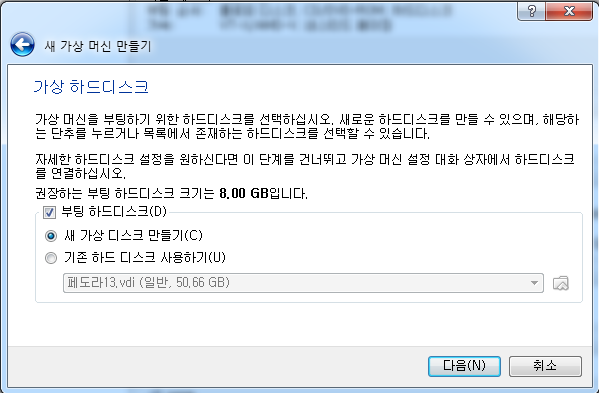 새 가상 머신 만들기
가상 하드디스크
가상 머신을 부팅하기 위한 하드디스크를 선택하십시오. 새로운 하드디스크를 만들 수 있으며, 해당하
는 단추를 누르거나 목록에서 존재하는 하드디스크를 선택할 수 있습니다.
자세한 하드디스크 설정을 원하신다면 이 단계를 건너뛰고 가상 머신 설정 대화 상자에서 하드디스크
를 연결하십시오.
권장하는 부팅 하드디스크 크기는 8.00 GB입니다.
부팅 하드디스크(D)
새 가상 디스크 만들기(C)
기존 하드 디스크 사용하기(U)
페도라13.vdi (일반, 50.66 GB)
다음(N)
취소